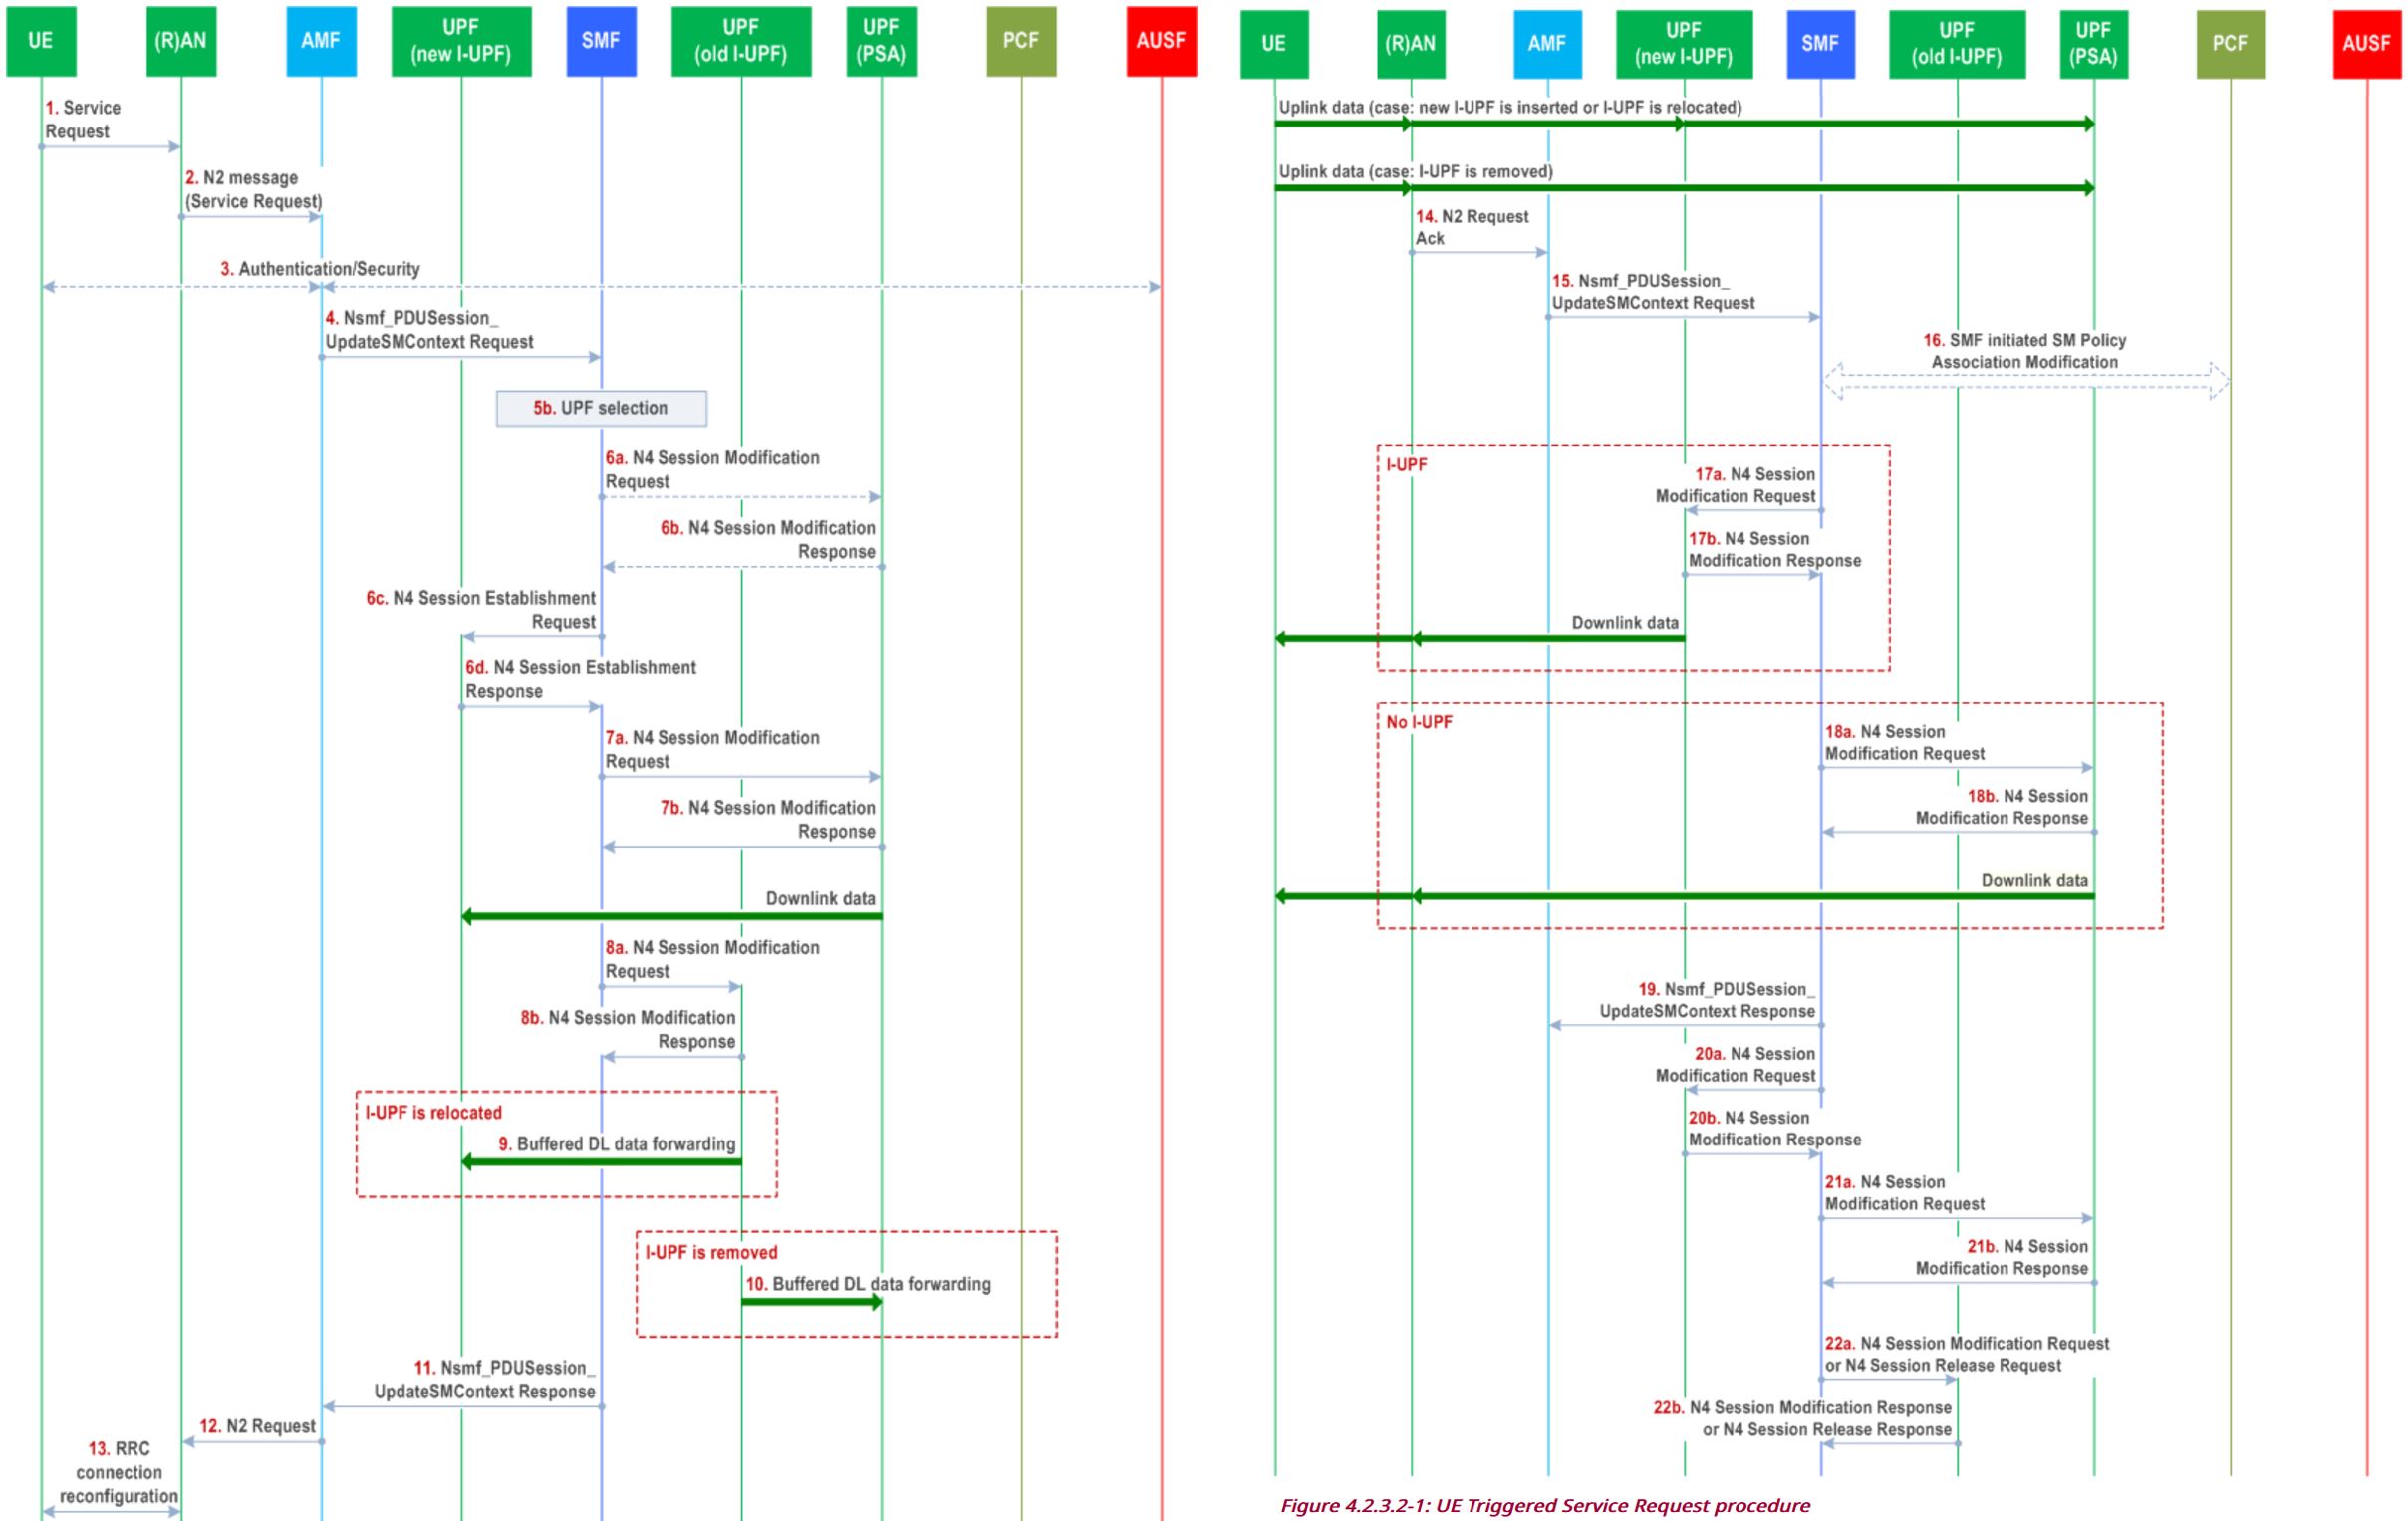 UE
(R)AN
AMF
UPF
(new I-UPF)
SMF
UPF
(old I-UPF)
UPF
(PSA)
PCF
AUSF
1. Service
Request
2. N2 message
(Service Request)
3. Authentication/Security
4. Nsmf_PDUSession_
UpdateSMContext Request
5b. UPF selection
6a. N4 Session Modification
Request
6b. N4 Session Modification
Response
6c. N4 Session Establishment
Request
6d. N4 Session Establishment
Response
7a. N4 Session Modification
Request
7b. N4 Session Modification
Response
Downlink data
8a. N4 Session Modification
Request
8b. N4 Session Modification
Response
I-UPF is relocated
9. Buffered DL data forwarding
I-UPF is removed
10. Buffered DL data forwarding
11. Nsmf_PDUSession_
UpdateSMContext Response
12. N2 Request
13. RRC
connection
reconfiguration
UE
(R)AN
AMF
UPF
(new I-UPF)
SMF
UPF
(old I-UPF)
UPF
(PSA)
PCF
AUSF
Uplink data (case: new I-UPF is inserted or I-UPF is relocated)
Uplink data (case: I-UPF is removed)
14. N2 Request
Ack
15. Nsmf_PDUSession_
UpdateSMContext Request
16. SMF initiated SM Policy
Association Modification
I-UPF
17a. N4 Session
Modification Request
17b. N4 Session
Modification Response
Downlink data
No I-UPF
18a. N4 Session
Modification Request
18b. N4 Session
Modification Response
Downlink data
19. Nsmf_PDUSession_
UpdateSMContext Response
20a. N4 Session
Modification Request
20b. N4 Session
Modification Response
21a. N4 Session
Modification Request
21b. N4 Session
Modification Response
22a. N4 Session Modification Request
or N4 Session Release Request
22b. N4 Session Modification Response
or N4 Session Release Response
Figure 4.2.3.2-1: UE Triggered Service Request procedure